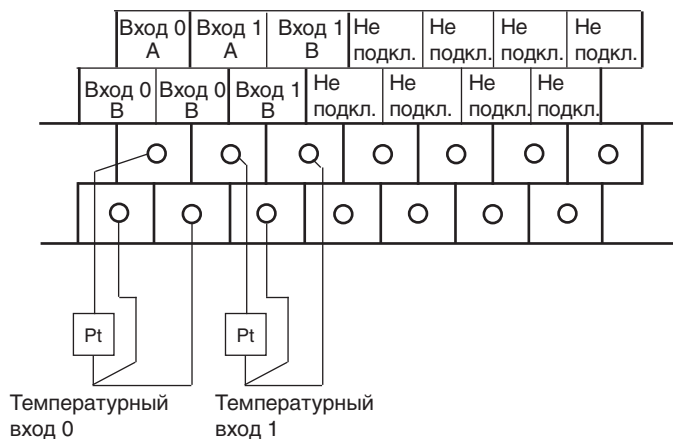 Вход 0 Вход 1 Вход 1 Не Не Не Не
А А В подкл. подкл. подкл. подкл.
Вход 0 Вход 0 Вход 1 Не Не Не Не
В В В подкл. подкл. подкл. подкл.
Pt Pt
Температурный Температурный
вход 0 вход 1